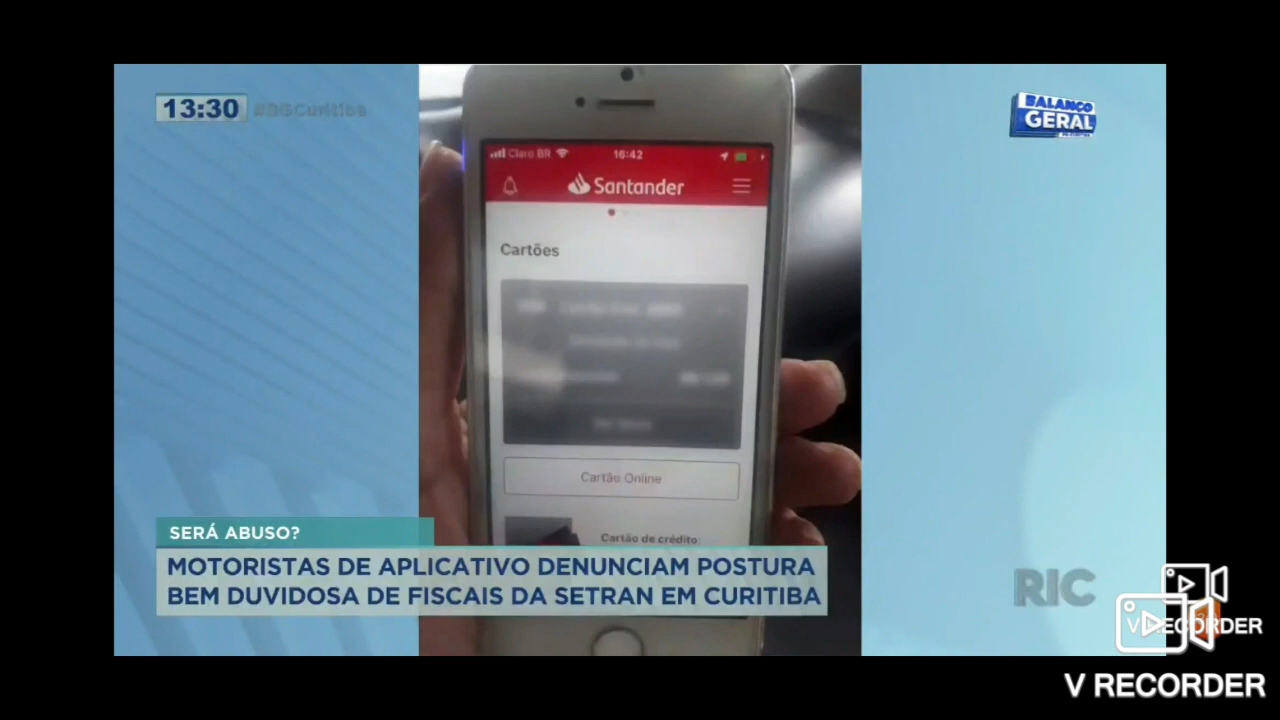 13:30 #BGCuritiba
BALANÇO
GERAL
Claro BR 16:42
Santander
Cartões
Cartão Online
Cartão de crédito:
SERÁ ABUSO?
MOTORISTAS DE APLICATIVO DENUNCIAM POSTURA
BEM DUVIDOSA DE FISCAIS DA SETRAN EM CURITIBA
RIC
V RECORDER
V RECORDER